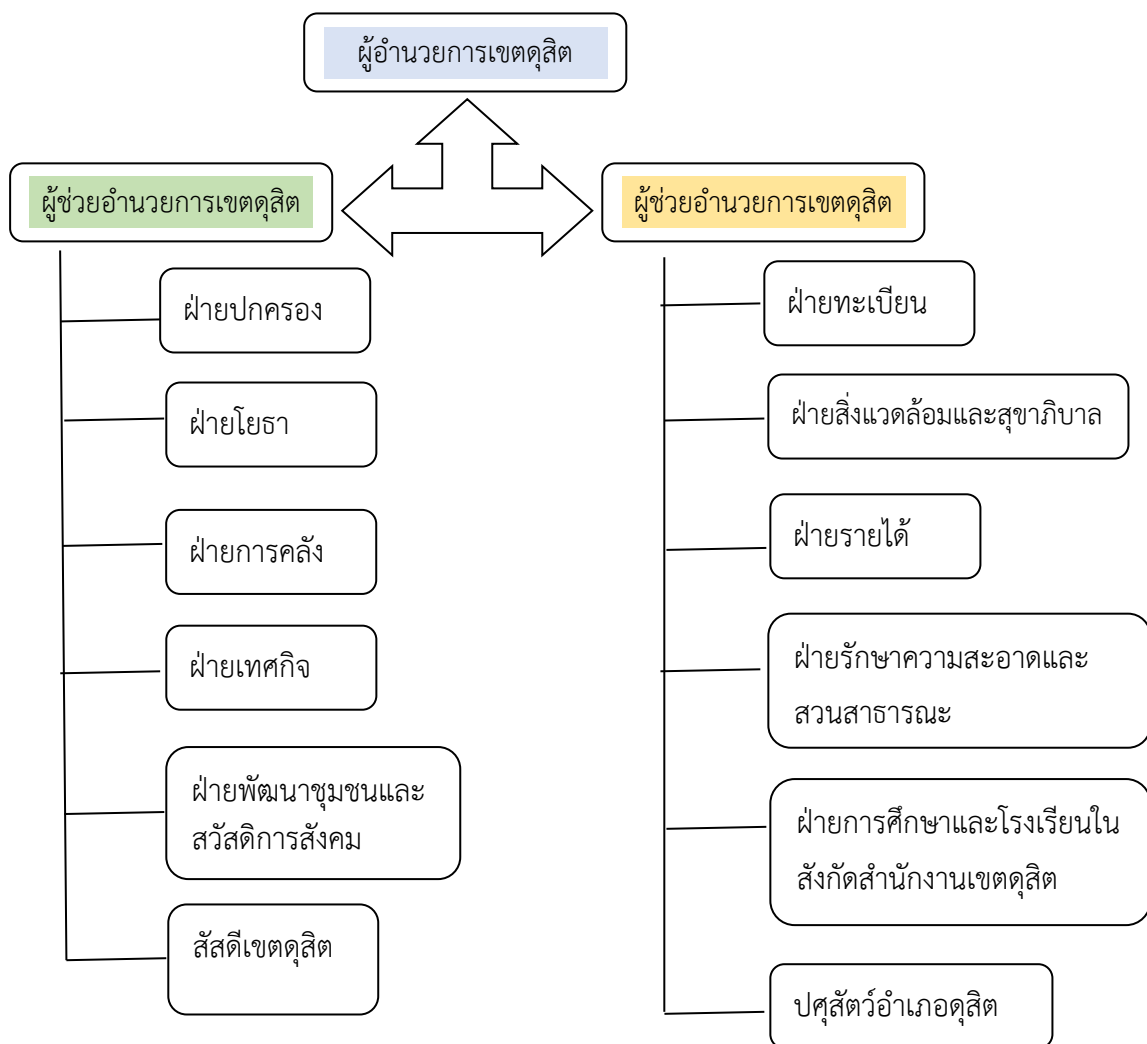 ผู้อำนวยการเขตดุสิต
ผู้ช่วยอำนวยการเขตดุสิต
ฝ่ายปกครอง
ฝ่ายโยธา
ฝ่ายการคลัง
ฝ่ายเทศกิจ
ฝ่ายพัฒนาชุมชนและ
สวัสดิการสังคม
สัสดีเขตดุสิต
ผู้ช่วยอำนวยการเขตดุสิต
ฝ่ายทะเบียน
ฝ่ายสิ่งแวดล้อมและสุขาภิบาล
ฝ่ายรายได้
ฝ่ายรักษาความสะอาดและ
สวนสาธารณะ
ฝ่ายการศึกษาและโรงเรียนใน
สังกัดสำนักงานเขตดุสิต
ปศุสัตว์อำเภอดุสิต